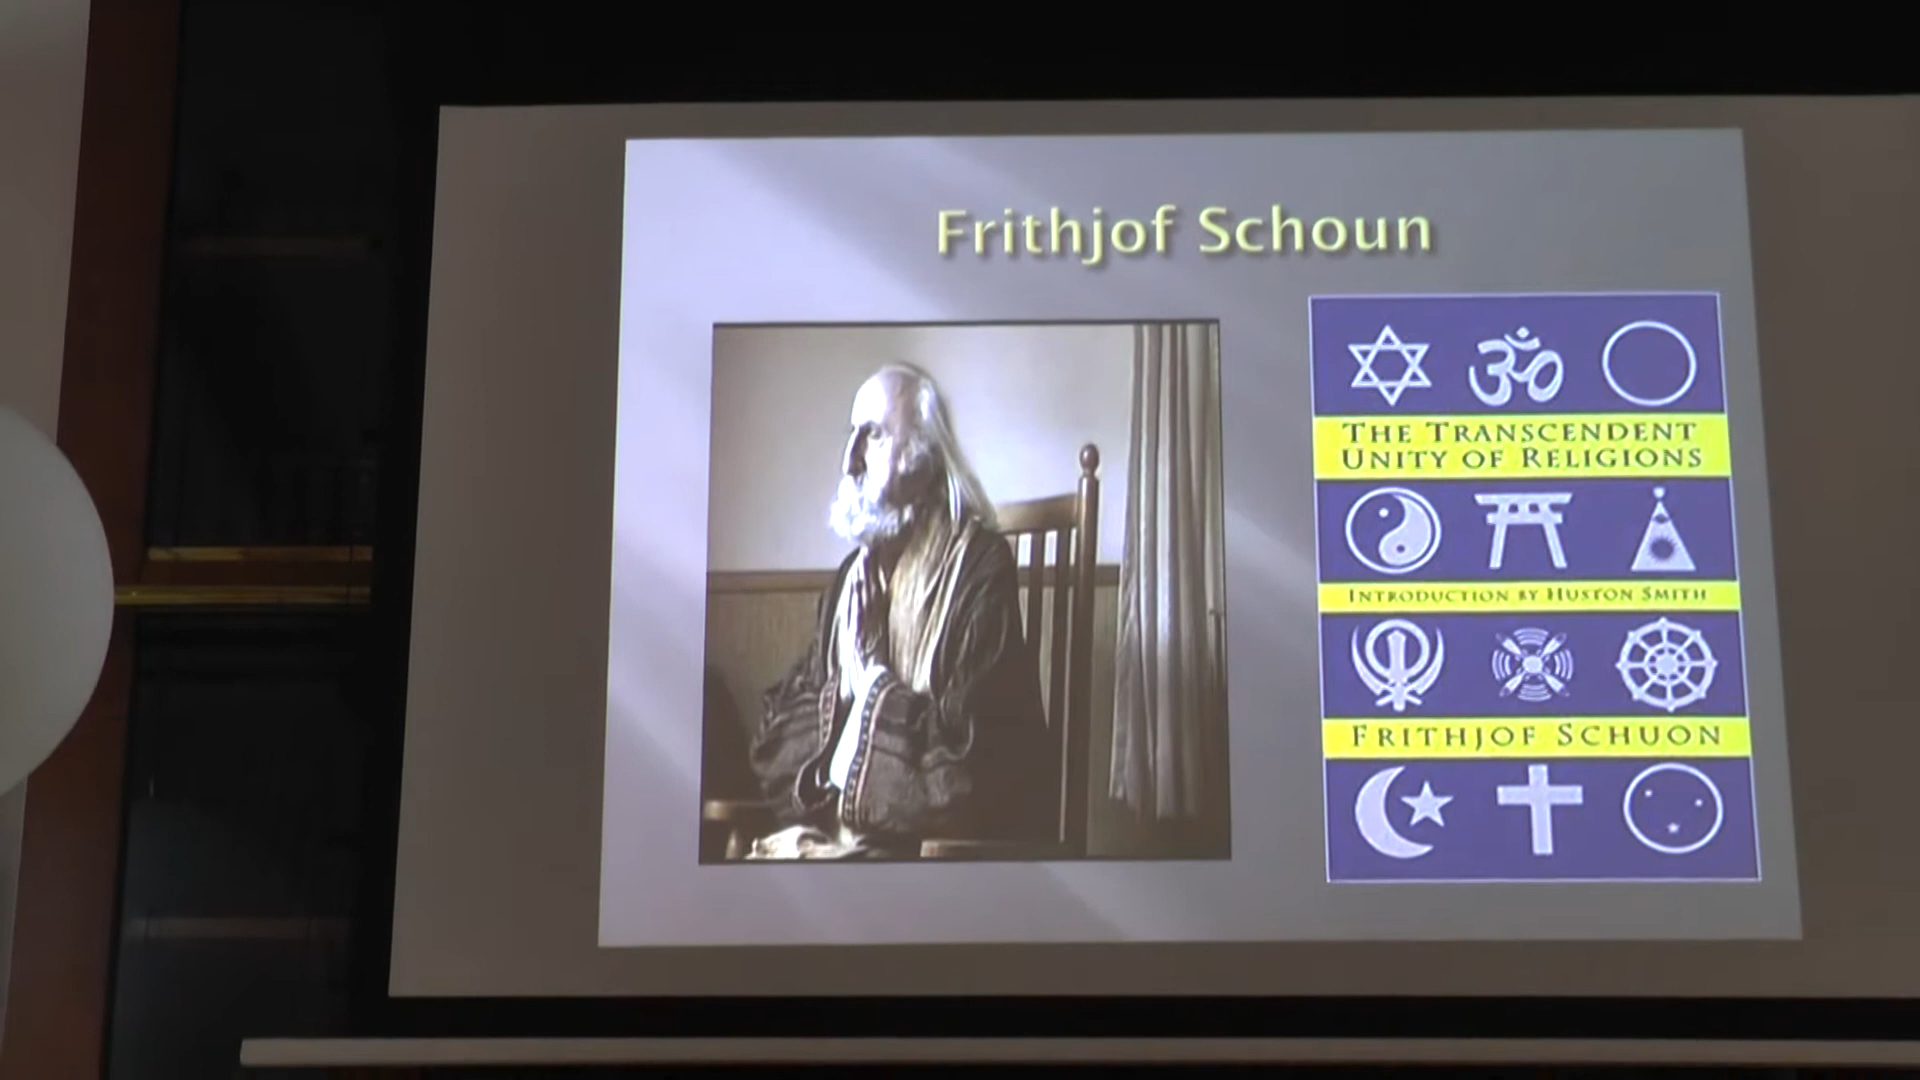 Frithjof Schoun
THE TRANSCENDENT
UNITY OF RELIGIONS
INTRODUCTION BY HUSTON SMITH
FRITHJOF SCHUON